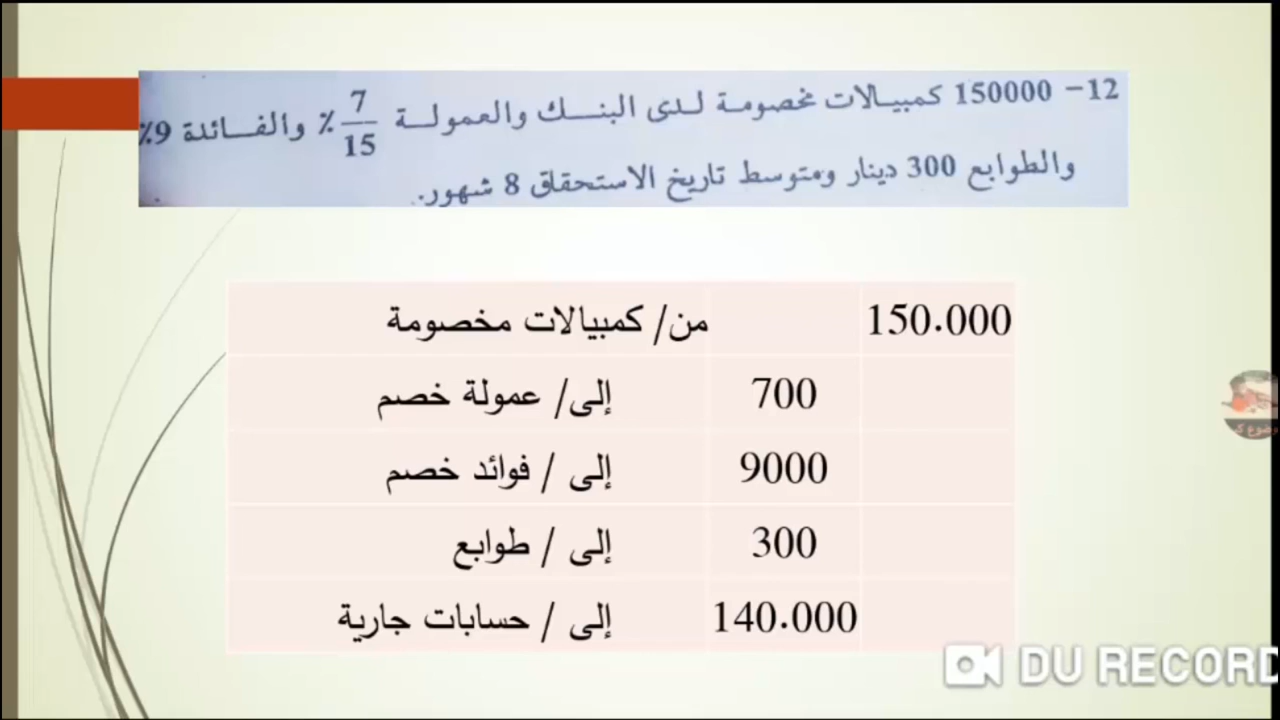 12- 150000 كمبيالات مخصومة لدى البنك والعمولة 7/15 % والفائدة 9%
والطوابع 300 دينار ومتوسط تاريخ الاستحقاق 8 شهور.
150.000 من/ كمبيالات مخصومة
700 إلى/ عمولة خصم
9000 إلى / فوائد خصم
300 إلى / طوابع
140.000 إلى / حسابات جارية
DU RECORD